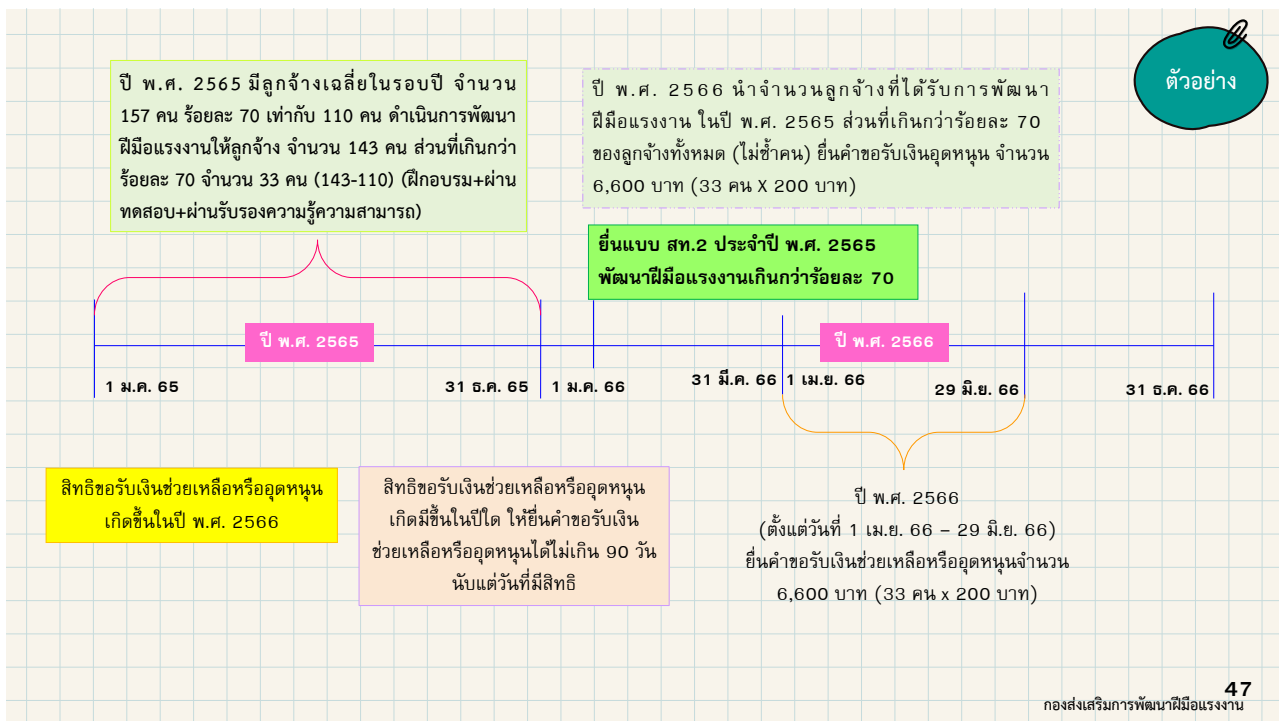 ตัวอย่าง
ปี พ.ศ. 2565 มีลูกจ้างเฉลี่ยในรอบปี จำนวน
157 คน ร้อยละ 70 เท่ากับ 110 คน ดำเนินการพัฒนา
ฝีมือแรงงานให้ลูกจ้าง จำนวน 143 คน ส่วนที่เกินกว่า
ร้อยละ 70 จำนวน 33 คน (143-110) (ฝึกอบรม+ผ่าน
ทดสอบ+ผ่านรับรองความรู้ความสามารถ)
ปี พ.ศ. 2566 นำจำนวนลูกจ้างที่ได้รับการพัฒนา
ฝีมือแรงงาน ในปี พ.ศ. 2565 ส่วนที่เกินกว่าร้อยละ 70
ของลูกจ้างทั้งหมด (ไม่ซ้ำคน) ยื่นคำขอรับเงินอุดหนุน จำนวน
6,600 บาท (33 คน X 200 บาท)
ยื่นแบบ สท.2 ประจำปี พ.ศ. 2565
พัฒนาฝีมือแรงงานเกินกว่าร้อยละ 70
ปี พ.ศ. 2565
ปี พ.ศ. 2566
1 ม.ค. 65
31 ธ.ค. 65
1 ม.ค. 66
31 มี.ค. 66
1 เม.ย. 66
29 มิ.ย. 66
31 ธ.ค. 66
สิทธิขอรับเงินช่วยเหลือหรืออุดหนุน
เกิดขึ้นในปี พ.ศ. 2566
สิทธิขอรับเงินช่วยเหลือหรืออุดหนุน
เกิดมีขึ้นในปีใด ให้ยื่นคำขอรับเงิน
ช่วยเหลือหรืออุดหนุนได้ไม่เกิน 90 วัน
นับแต่วันที่มีสิทธิ
ปี พ.ศ. 2566
(ตั้งแต่วันที่ 1 เม.ย. 66 – 29 มิ.ย. 66)
ยื่นคำขอรับเงินช่วยเหลือหรืออุดหนุนจำนวน
6,600 บาท (33 คน x 200 บาท)
47
กองส่งเสริมการพัฒนาฝีมือแรงงาน